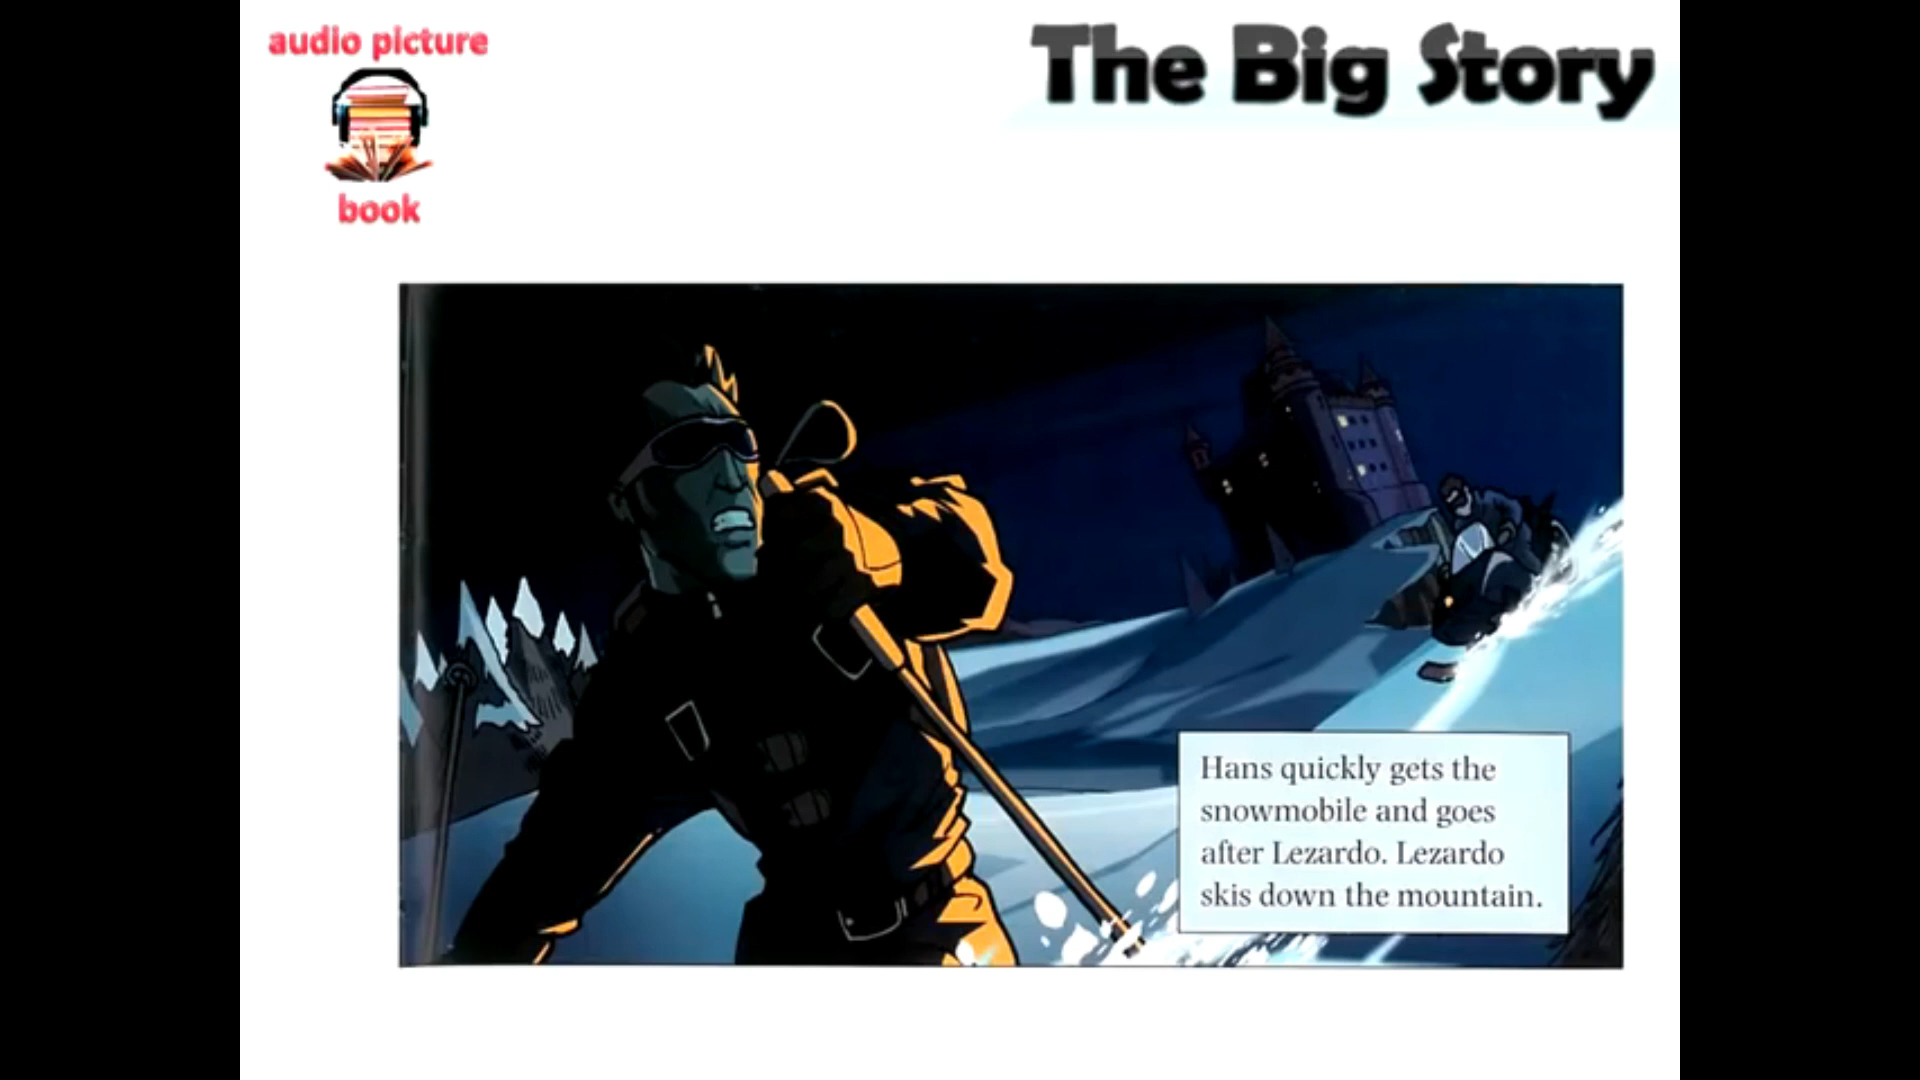 audio picture
book
The Big Story
Hans quickly gets the
snowmobile and goes
after Lezardo. Lezardo
skis down the mountain.